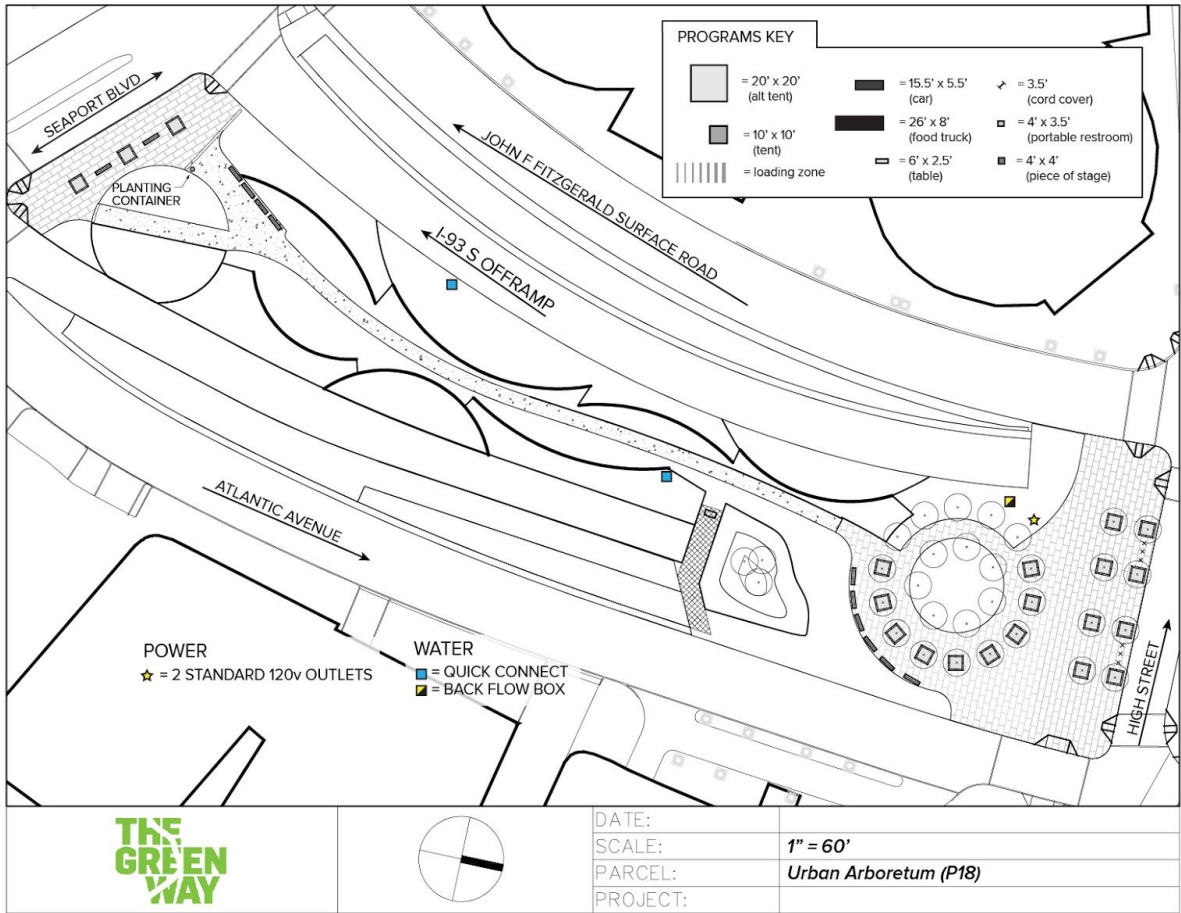 PROGRAMS KEY
= 20' x 20'
(alt tent)
= 10' x 10'
(tent)
= loading zone
= 15.5' x 5.5'
(car)
= 26' x 8'
(food truck)
= 6' x 2.5'
(table)
= 3.5'
(cord cover)
= 4' x 3.5'
(portable restroom)
= 4' x 4'
(piece of stage)
SEAPORT BLVD
PLANTING
CONTAINER
JOHN F FITZGERALD SURFACE ROAD
I-93 S OFFRAMP
ATLANTIC AVENUE
HIGH STREET
POWER
= 2 STANDARD 120v OUTLETS
WATER
= QUICK CONNECT
= BACK FLOW BOX
THE
GREEN
WAY
DATE:
SCALE: 1" = 60'
PARCEL: Urban Arboretum (P18)
PROJECT: